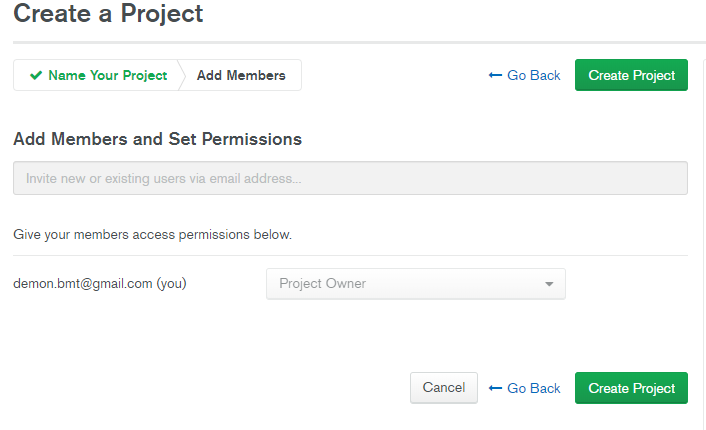 Create a Project
Name Your Project Add Members Go Back Create Project
Add Members and Set Permissions
Invite new or existing users via email address...
Give your members access permissions below.
demon.bmt@gmail.com (you) Project Owner
Cancel Go Back Create Project